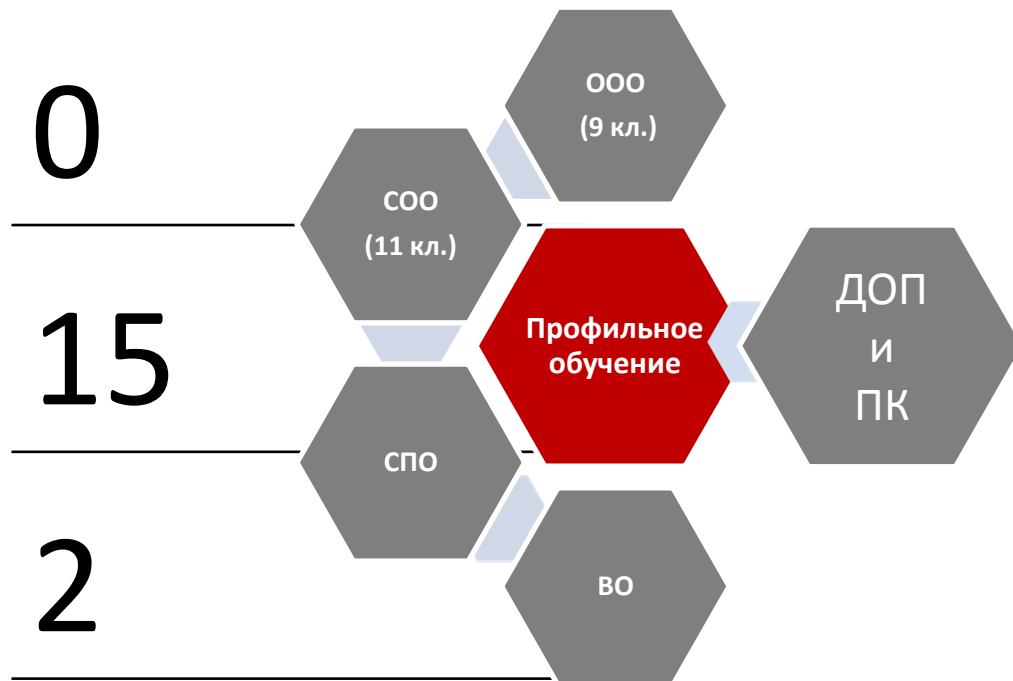 0
15
2
ООО
(9 кл.)
СОО
(11 кл.)
Профильное
обучение
ДОП
и
ПК
СПО
ВО